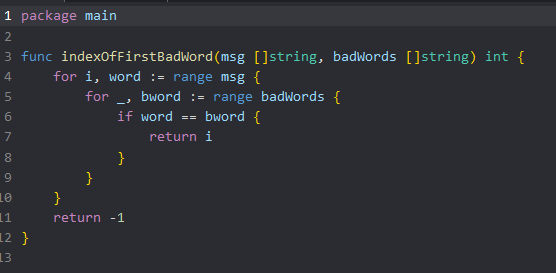 1 package main
2
3 func indexOfFirstBadWord(msg []string, badWords []string) int {
4     for i, word := range msg {
5         for _, bword := range badWords {
6             if word == bword {
7                 return i
8             }
9         }
10     }
11     return -1
12 }
13